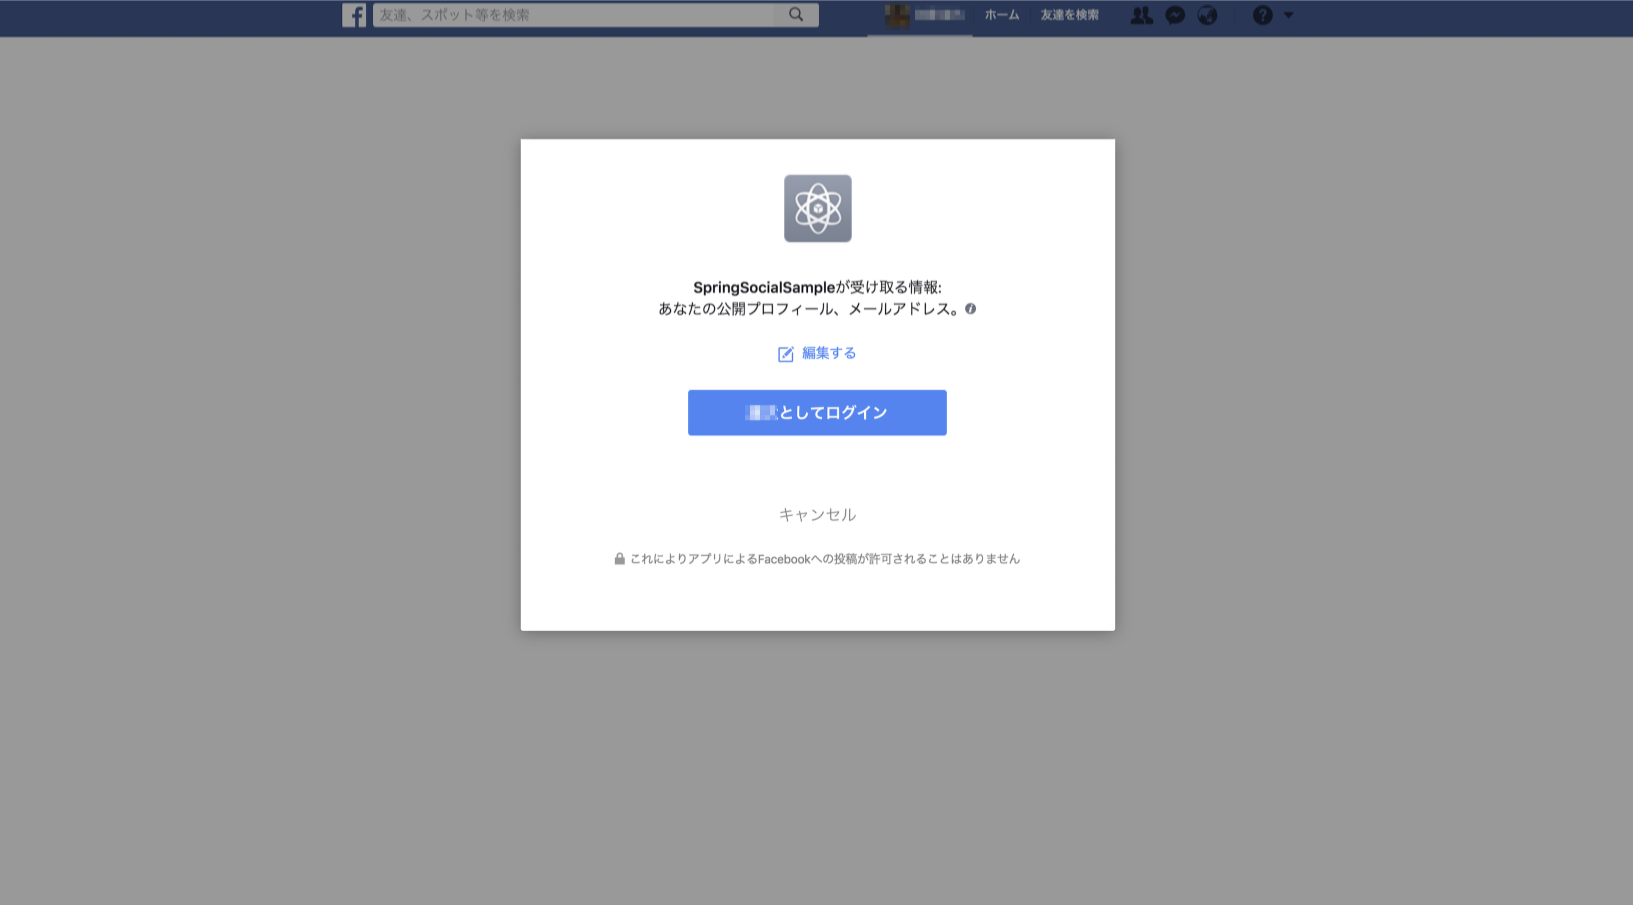 友達、スポット等を検索
ホーム
友達を検索
SpringSocialSampleが受け取る情報:
あなたの公開プロフィール、メールアドレス。
編集する
としてログイン
キャンセル
これによりアプリによるFacebookへの投稿が許可されることはありません